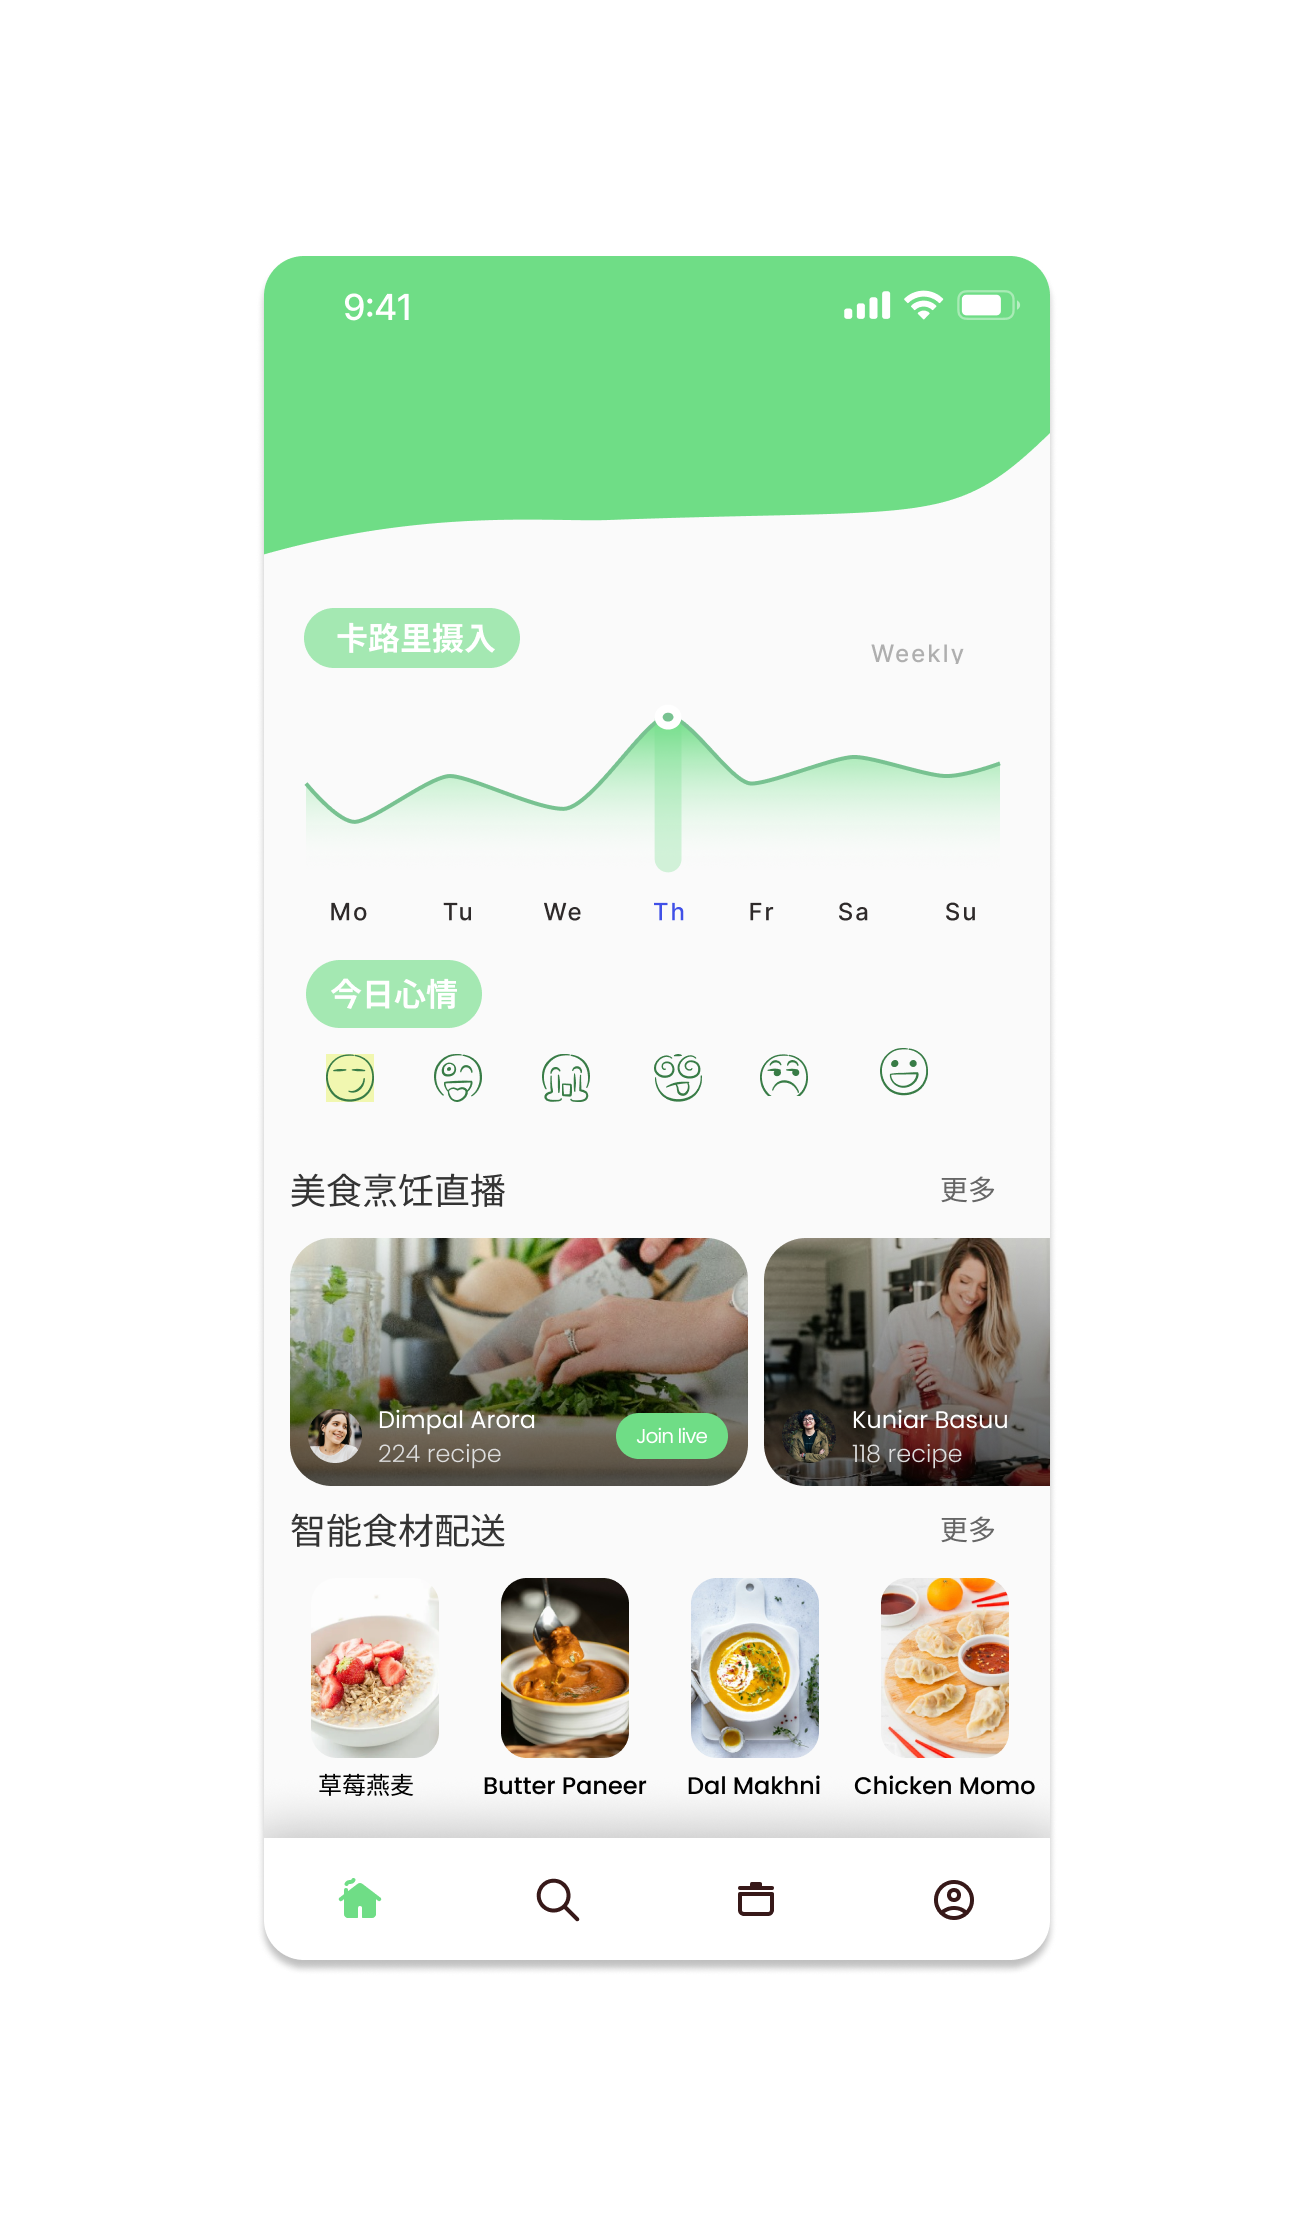 9:41
卡路里摄入
Weekly
Mo Tu We Th Fr Sa Su
今日心情
美食烹饪直播 更多
Dimpal Arora
224 recipe
Join live
Kuniar Basuu
118 recipe
智能食材配送 更多
草莓燕麦 Butter Paneer Dal Makhni Chicken Momo